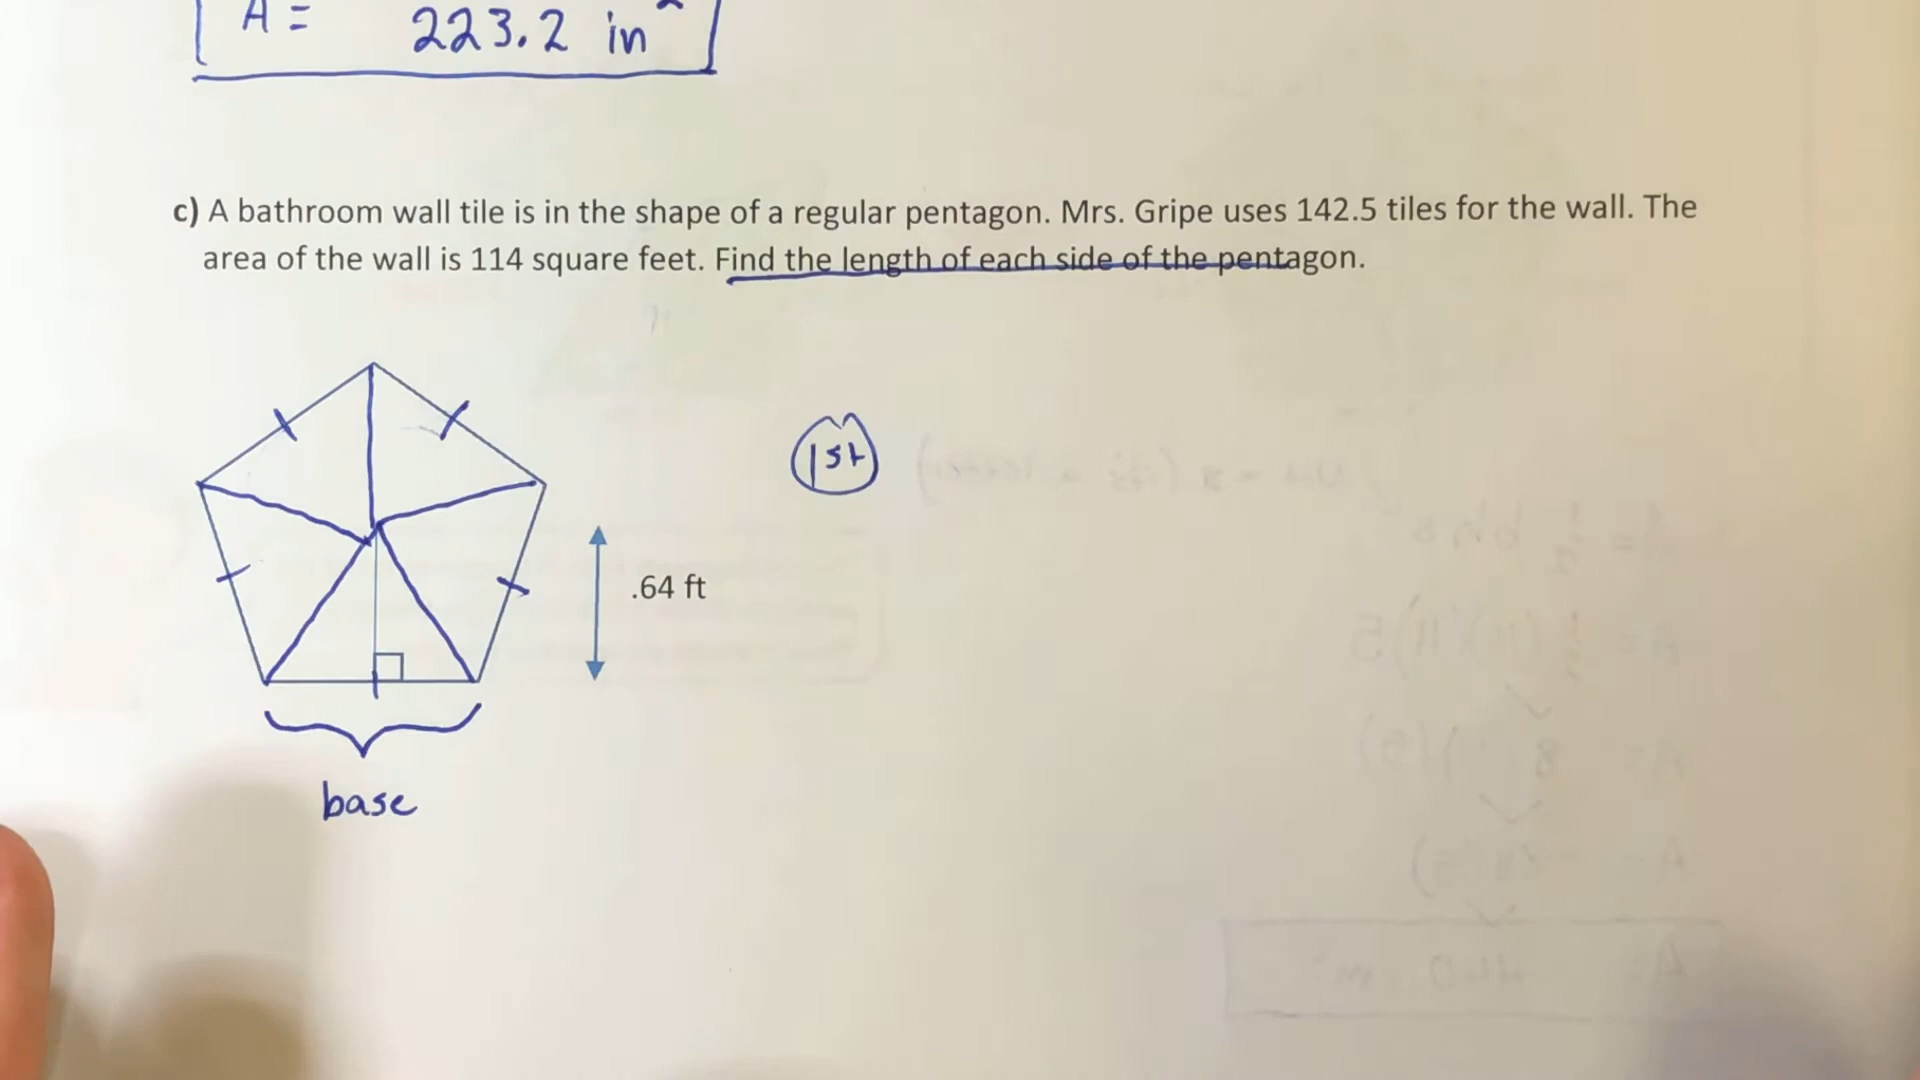 A = 223.2 in²
c) A bathroom wall tile is in the shape of a regular pentagon. Mrs. Gripe uses 142.5 tiles for the wall. The
area of the wall is 114 square feet. Find the length of each side of the pentagon.
1st
.64 ft
base